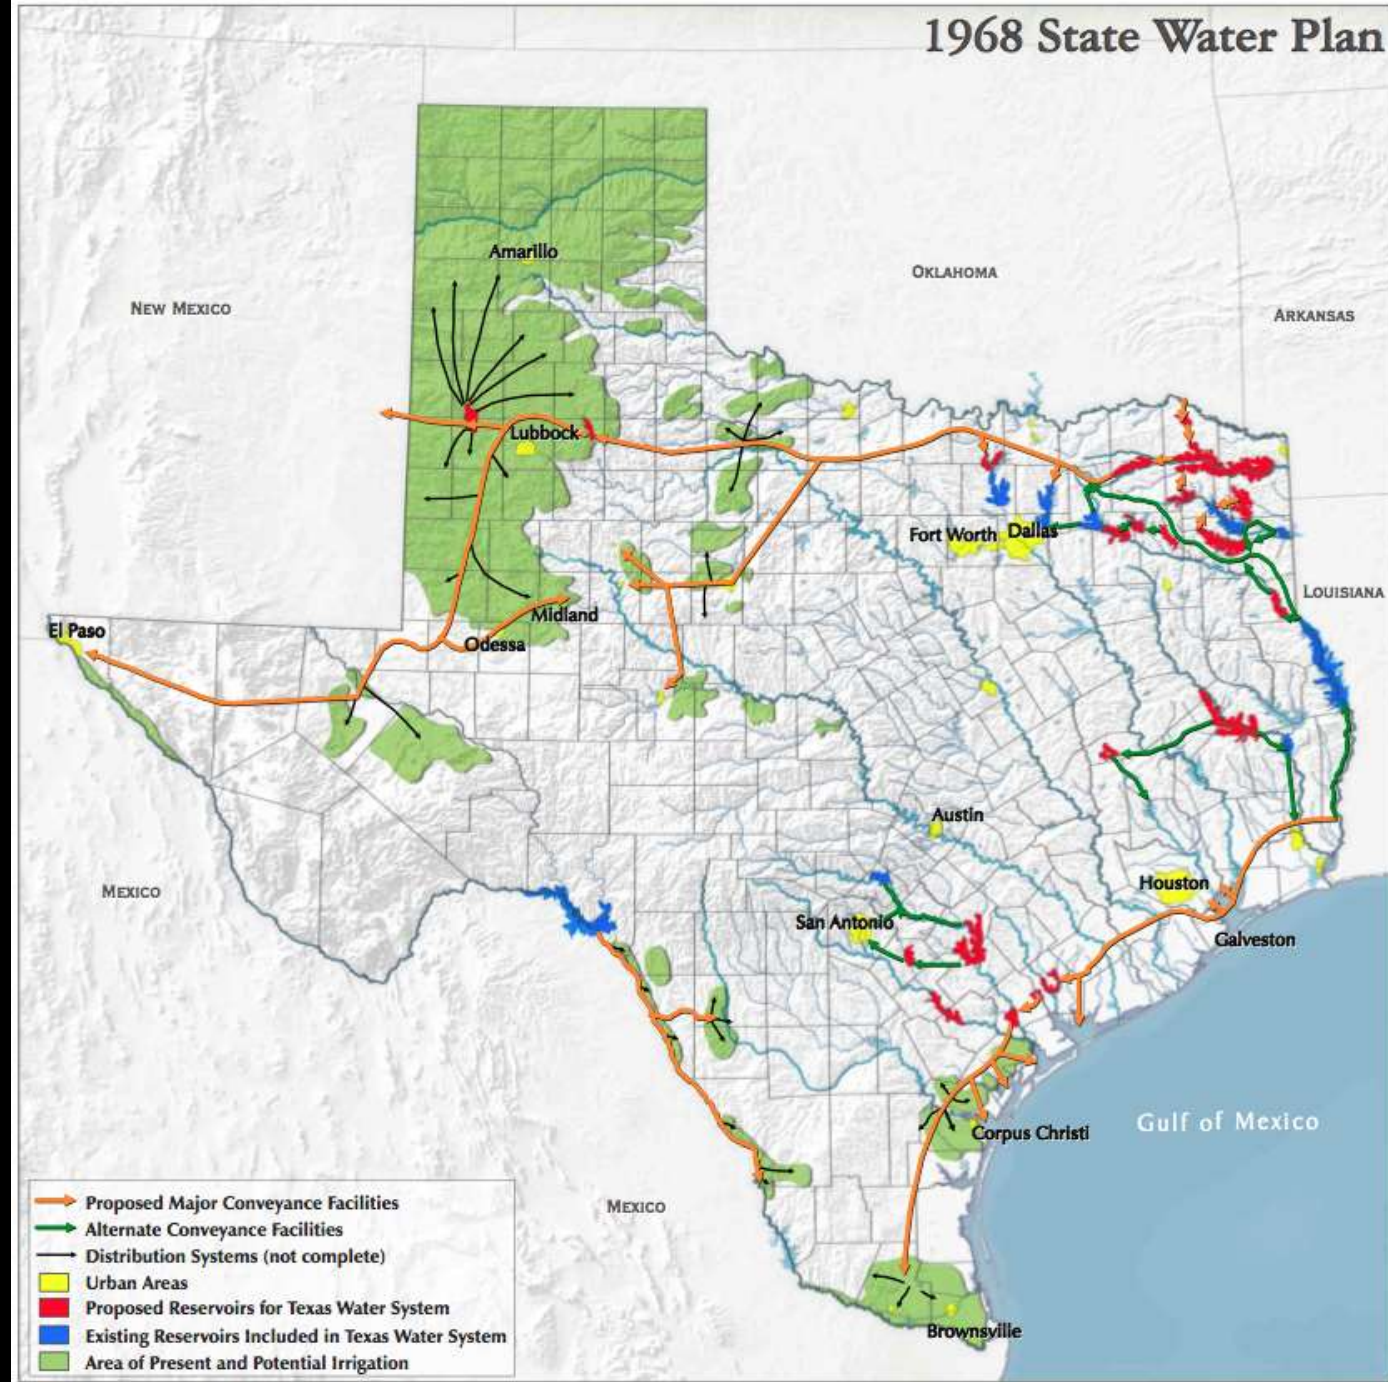 1968 State Water Plan
Amarillo
OKLAHOMA
NEW MEXICO
ARKANSAS
Lubbock
Fort Worth
Dallas
LOUISIANA
Midland
El Paso
Odessa
Austin
MEXICO
Houston
San Antonio
Galveston
Gulf of Mexico
Corpus Christi
MEXICO
Brownsville
Proposed Major Conveyance Facilities
Alternate Conveyance Facilities
Distribution Systems (not complete)
Urban Areas
Proposed Reservoirs for Texas Water System
Existing Reservoirs Included in Texas Water System
Area of Present and Potential Irrigation